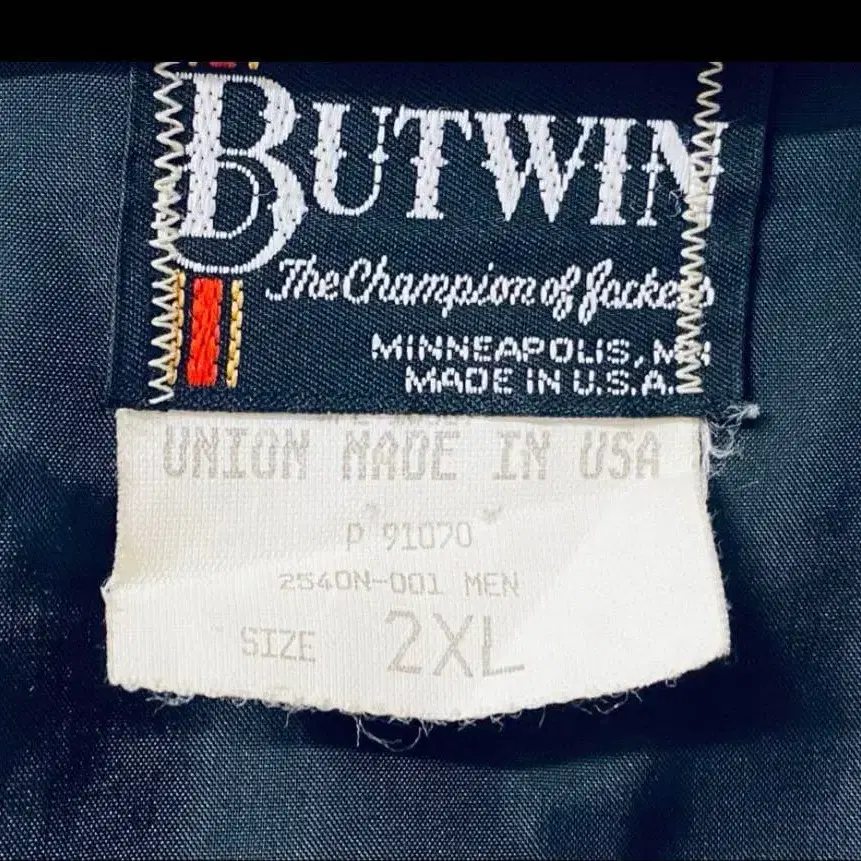 BUTWIN
The Champion of Jackets
MINNEAPOLIS, MN
MADE IN U.S.A.
UNION MADE IN USA
P 91070
2540N-001 MEN
SIZE 2XL